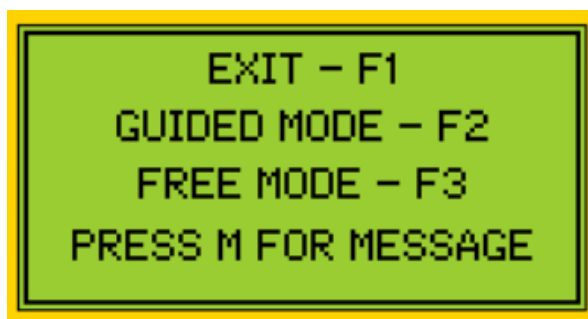 EXIT – F1
GUIDED MODE – F2
FREE MODE – F3
PRESS M FOR MESSAGE